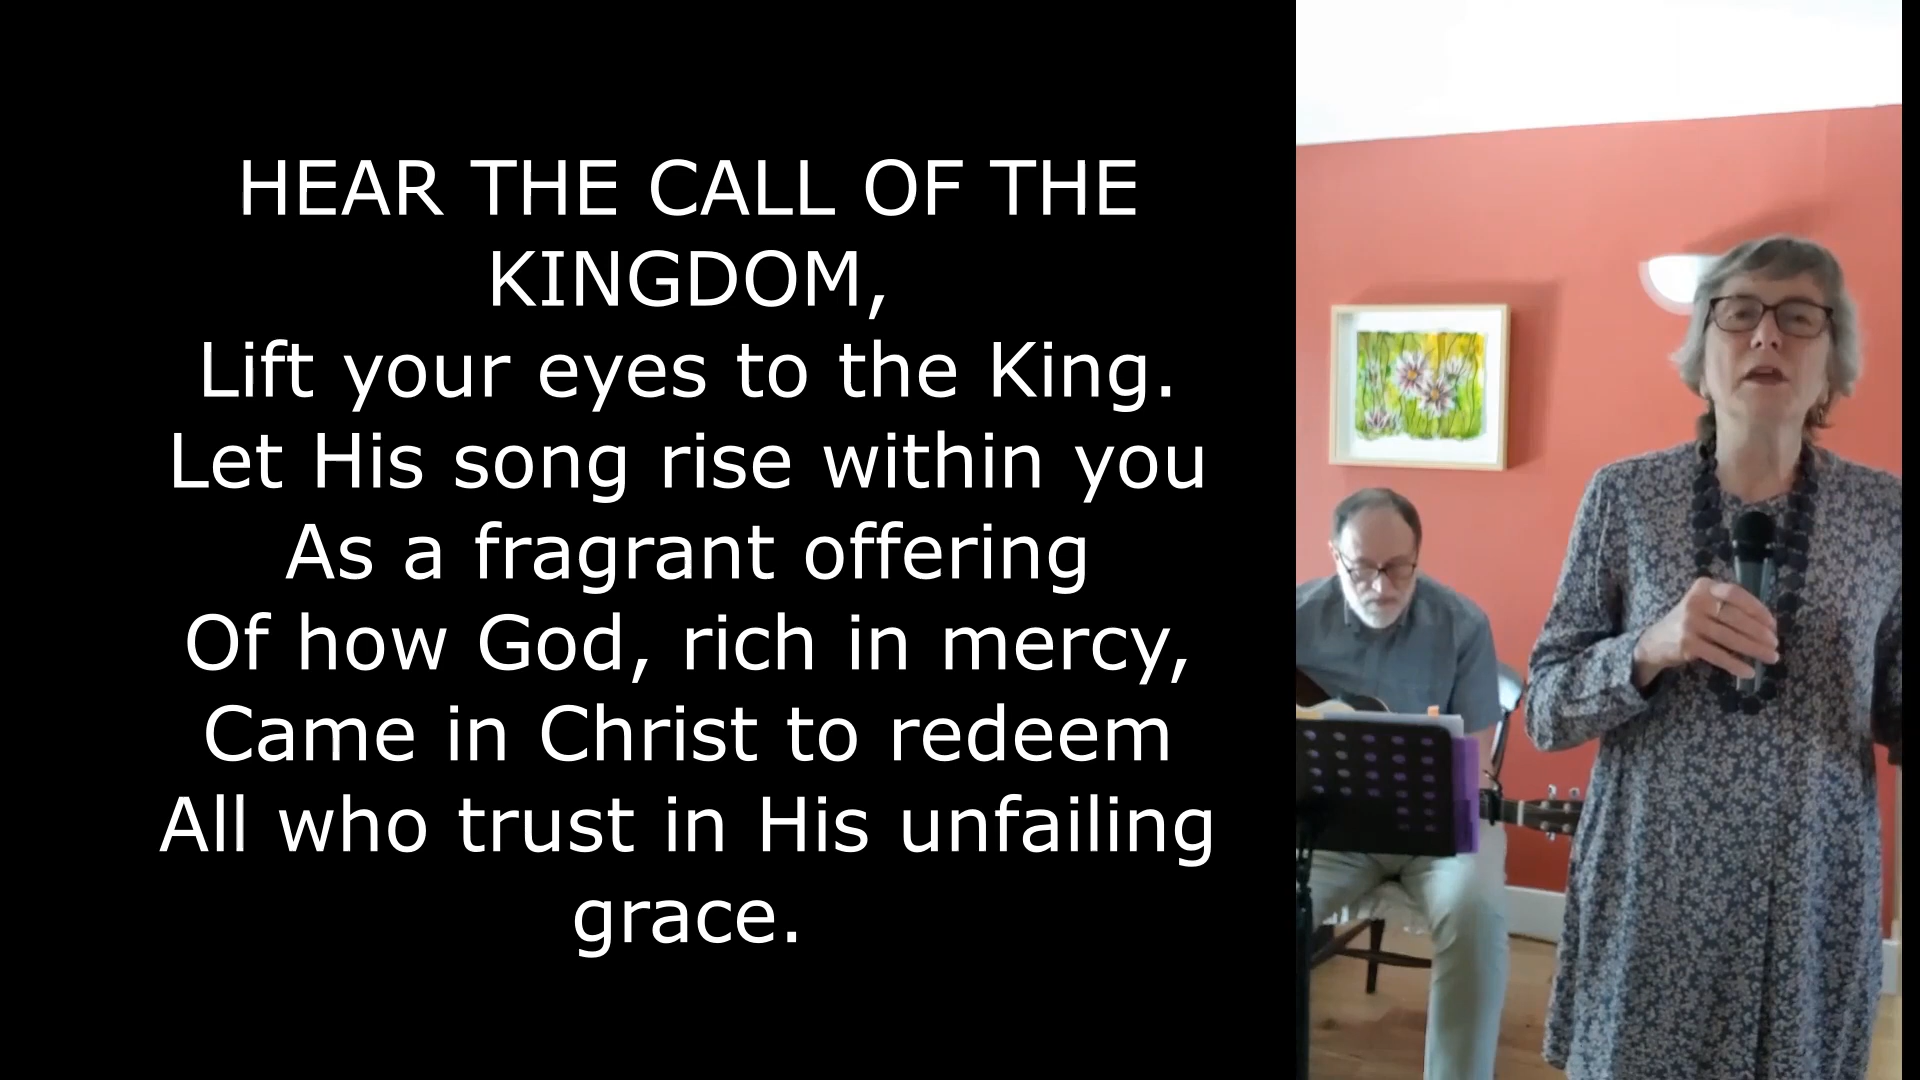 HEAR THE CALL OF THE
KINGDOM,
Lift your eyes to the King.
Let His song rise within you
As a fragrant offering
Of how God, rich in mercy,
Came in Christ to redeem
All who trust in His unfailing
grace.